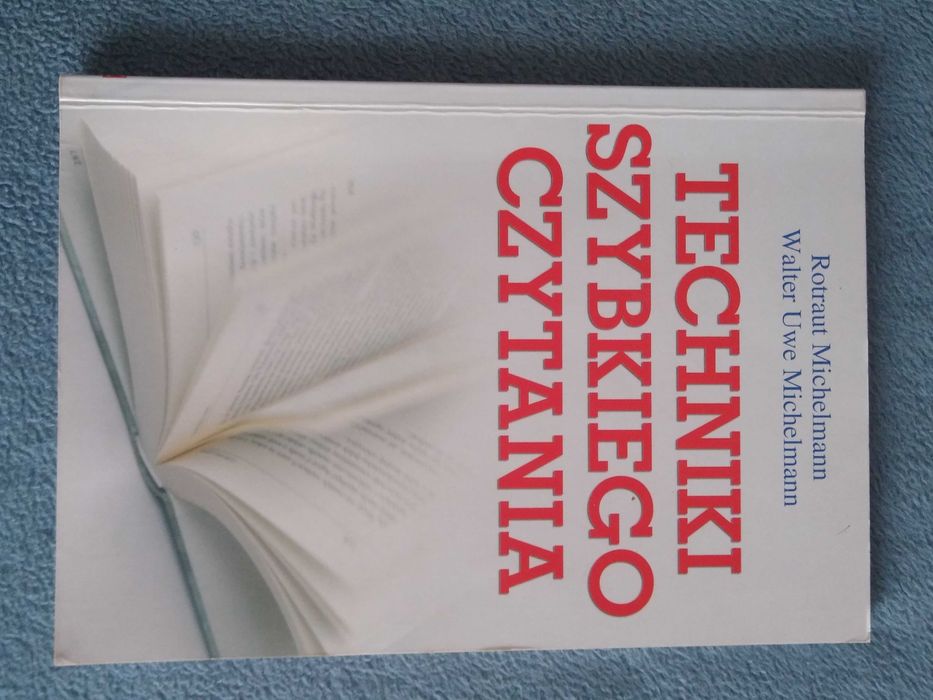 Rotraut Michelmann
Walter Uwe Michelmann
TECHNIKI
SZYBKIEGO
CZYTANIA